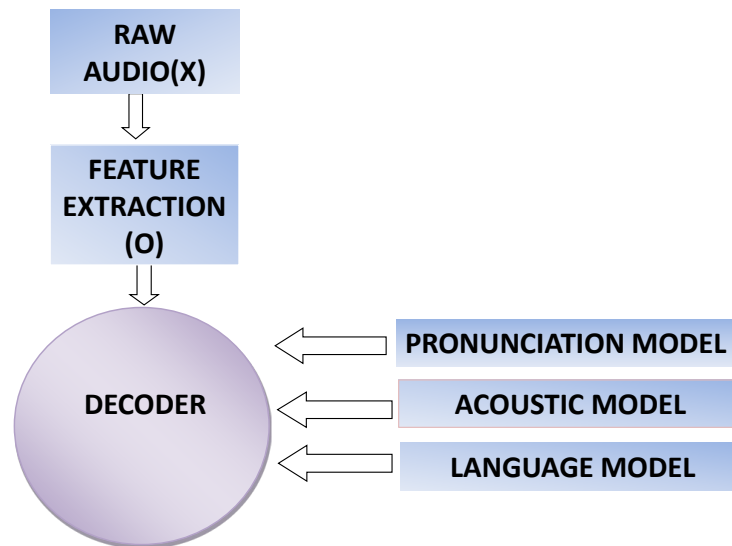 RAW
AUDIO(X)
FEATURE
EXTRACTION
(O)
PRONUNCIATION MODEL
DECODER
ACOUSTIC MODEL
LANGUAGE MODEL